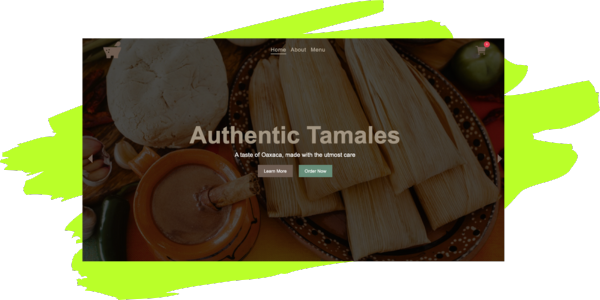 Home About Menu
Authentic Tamales
A taste of Oaxaca, made with the utmost care
Learn More Order Now